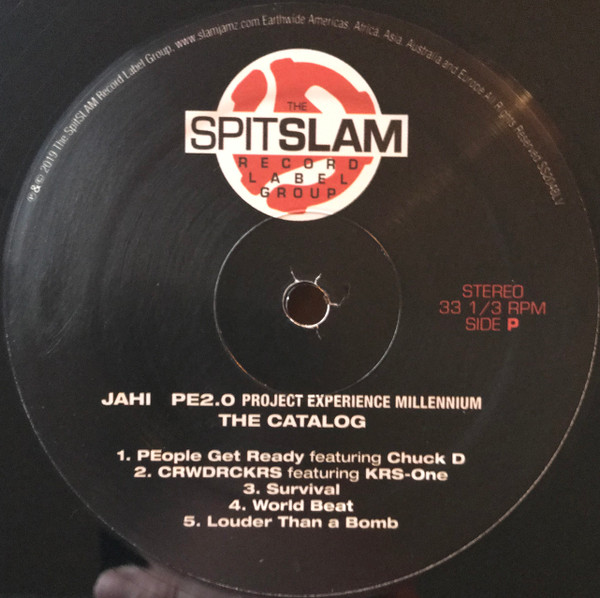 ℗ & © 2019 The SpitSLAM Record Label Group, www.slamjamz.com Earthwide Americas, Africa, Asia, Australia and Europe All Rights Reserved
THE
SPITSLAM
RECORD
LABEL
GROUP
STEREO
33 1/3 RPM
SIDE P
JAHI PE2.0 PROJECT EXPERIENCE MILLENNIUM
THE CATALOG
1. PEople Get Ready featuring Chuck D
2. CRWDRCKRS featuring KRS-One
3. Survival
4. World Beat
5. Louder Than a Bomb